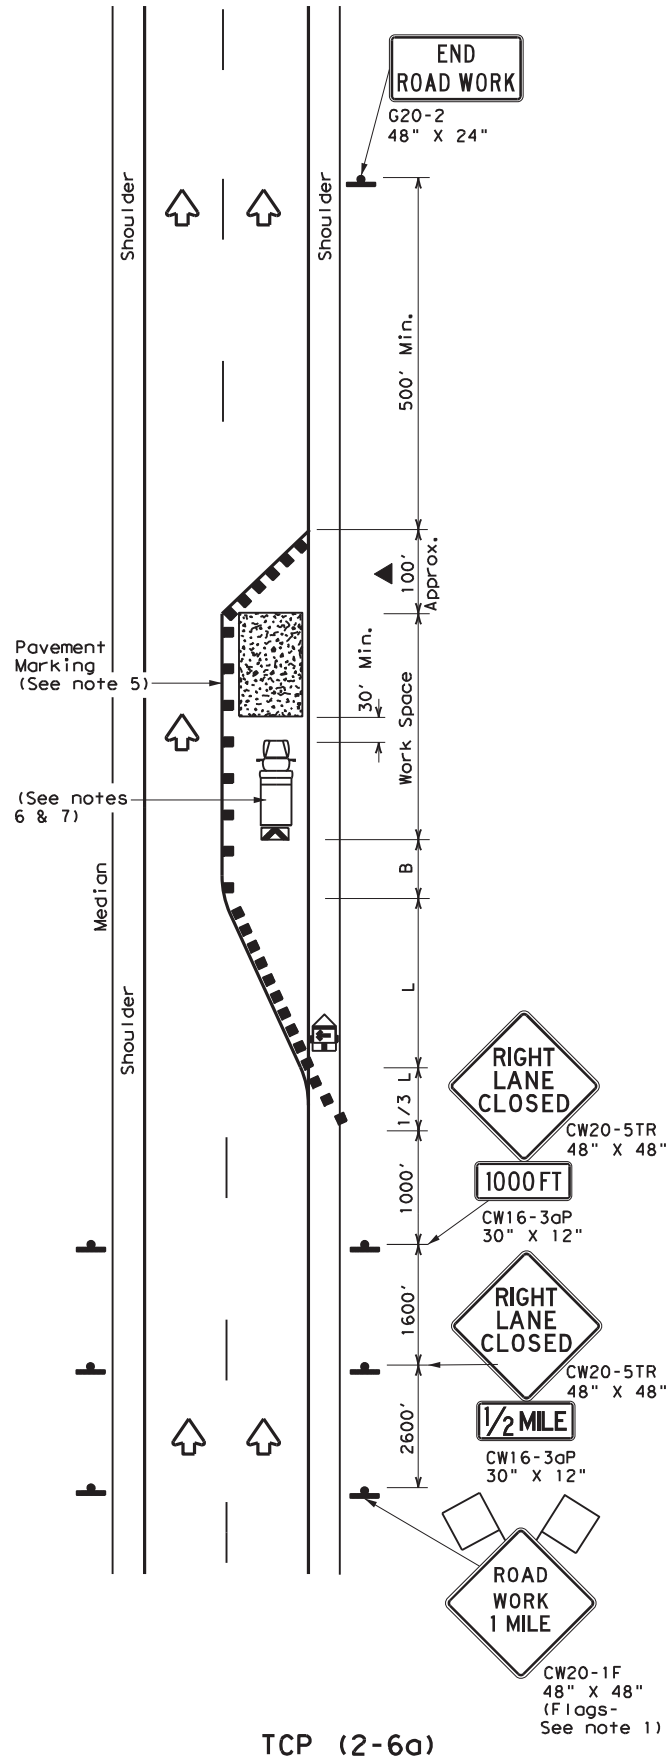 END
ROAD WORK
G20-2
48" X 24"
Shoulder
Shoulder
500' Min.
100'
Approx.
Pavement
Marking
(See note 5)
30' Min.
Work Space
(See notes
6 & 7)
B
Median
L
Shoulder
1/3 L
RIGHT
LANE
CLOSED
CW20-5TR
48" X 48"
1000 FT
CW16-3aP
30" X 12"
1000'
RIGHT
LANE
CLOSED
1600'
CW20-5TR
48" X 48"
1/2 MILE
CW16-3aP
30" X 12"
2600'
ROAD
WORK
1 MILE
CW20-1F
48" X 48"
(Flags-
See note 1)
TCP (2-6a)